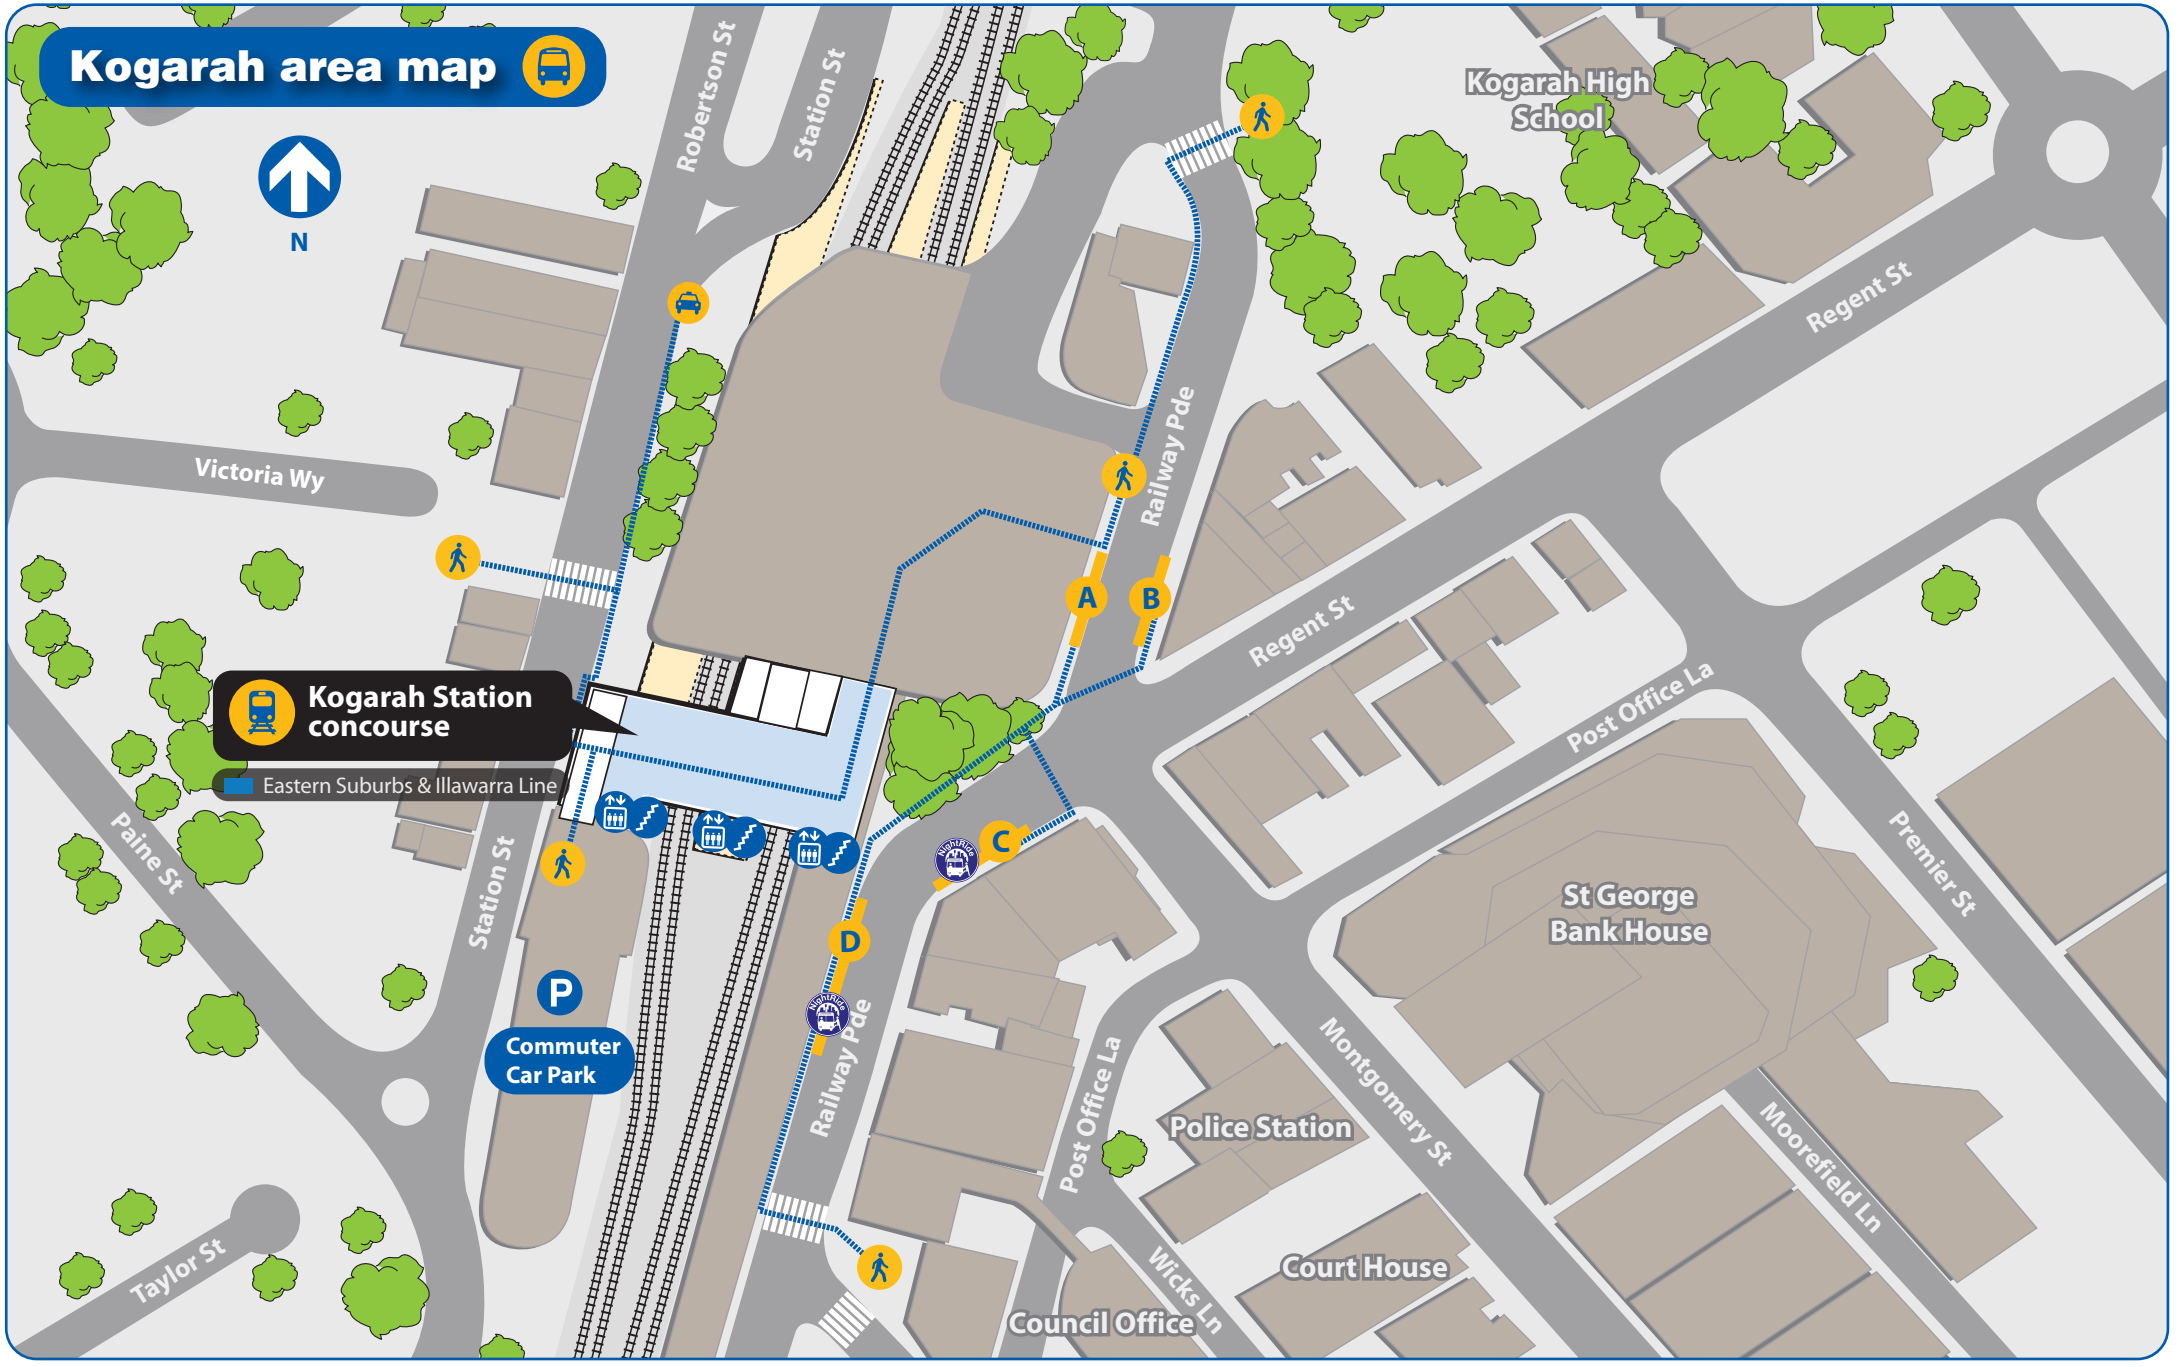 Kogarah area map
N
Robertson St
Station St
Kogarah High
School
Regent St
Railway Pde
Victoria Wy
A
B
Regent St
Kogarah Station
concourse
Eastern Suburbs & Illawarra Line
Post Office La
Paine St
Station St
C
NightRide
D
NightRide
Railway Pde
St George
Bank House
Premier St
P
Commuter
Car Park
Post Office La
Police Station
Montgomery St
Moorefield Ln
Taylor St
Wicks Ln
Court House
Council Office